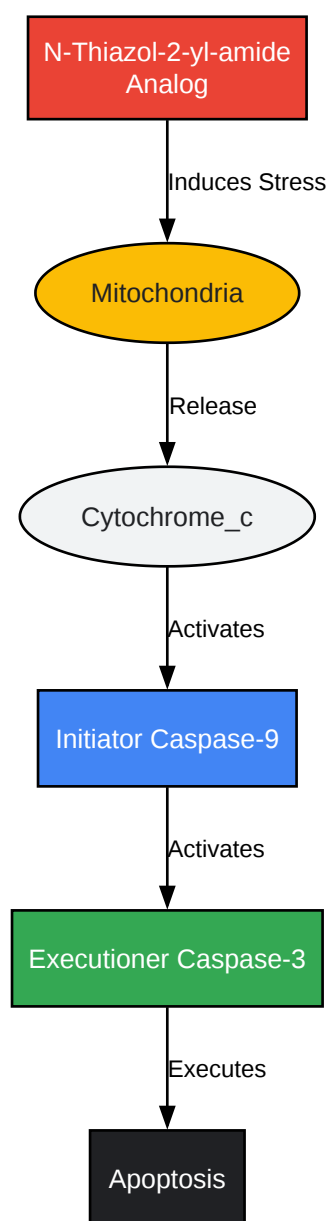 N-Thiazol-2-yl-amide
Analog
Induces Stress
Mitochondria
Release
Cytochrome_c
Activates
Initiator Caspase-9
Activates
Executioner Caspase-3
Executes
Apoptosis